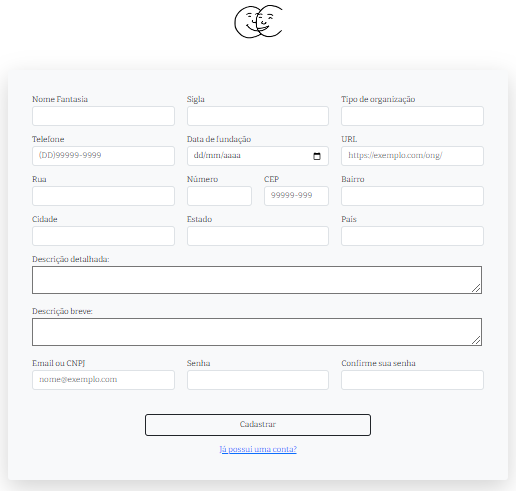 Nome Fantasia Sigla Tipo de organização
Telefone Data de fundação URL
(DD)99999-9999 dd/mm/aaaa https://exemplo.com/ong/
Rua Número CEP Bairro
99999-999
Cidade Estado País
Descrição detalhada:
Descrição breve:
Email ou CNPJ Senha Confirme sua senha
nome@exemplo.com
Cadastrar
Já possui uma conta?